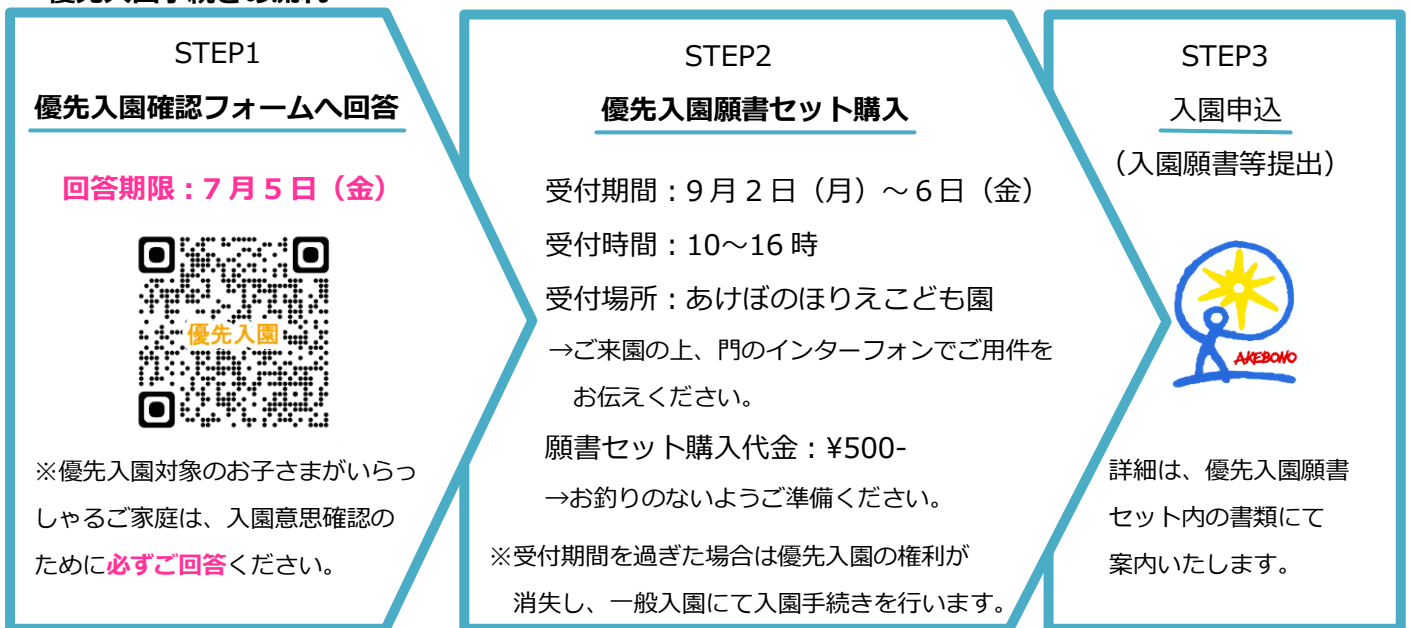 優先入園手続きの流れ
STEP1
優先入園確認フォームへ回答
回答期限：７月５日（金）
優先入園
※優先入園対象のお子さまがいらっ
しゃるご家庭は、入園意思確認の
ために必ずご回答ください。
STEP2
優先入園願書セット購入
受付期間：9月２日（月）～６日（金）
受付時間：10～16 時
受付場所：あけぼのほりえこども園
→ご来園の上、門のインターフォンでご用件を
お伝えください。
願書セット購入代金：¥500-
→お釣りのないようご準備ください。
※受付期間を過ぎた場合は優先入園の権利が
消失し、一般入園にて入園手続きを行います。
STEP3
入園申込
（入園願書等提出）
AKEBONO
詳細は、優先入園願書
セット内の書類にて
案内いたします。